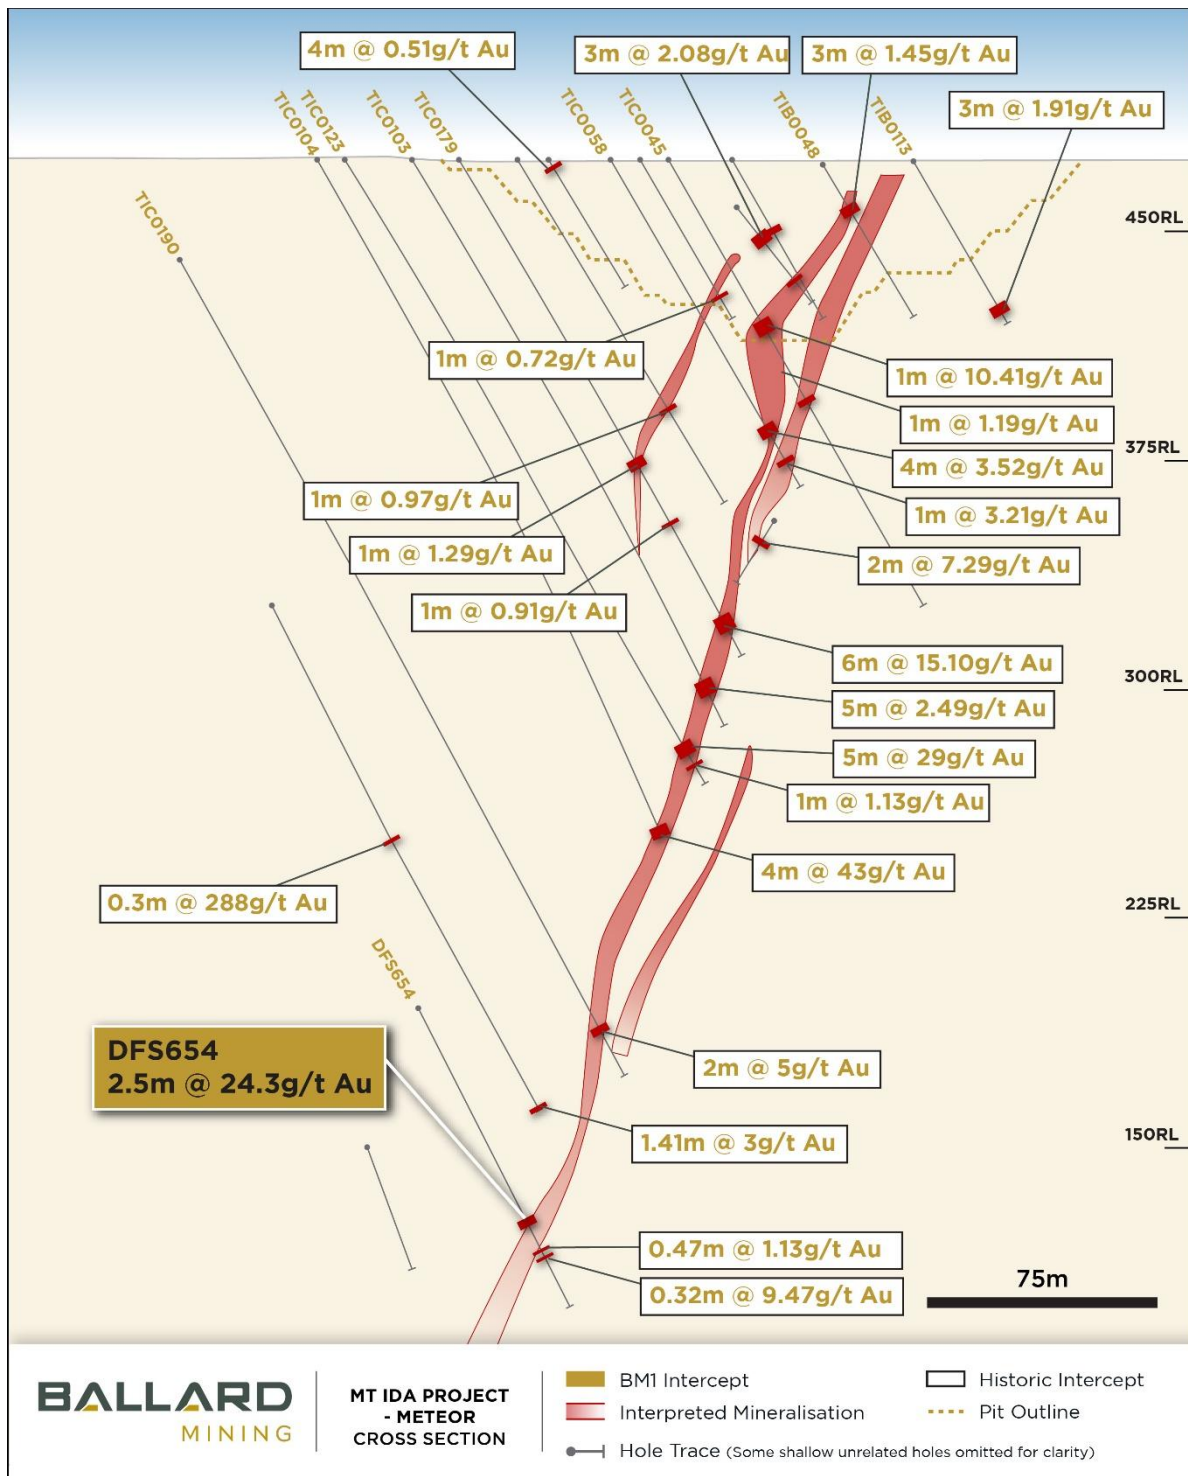 4m @ 0.51g/t Au
3m @ 2.08g/t Au
3m @ 1.45g/t Au
3m @ 1.91g/t Au
TIC0104
TIC0123
TIC0103
TIC0179
TIC0058
TIC0045
TIB0048
TIB0113
TIC0190
450RL
1m @ 0.72g/t Au
1m @ 10.41g/t Au
1m @ 1.19g/t Au
375RL
4m @ 3.52g/t Au
1m @ 0.97g/t Au
1m @ 3.21g/t Au
1m @ 1.29g/t Au
2m @ 7.29g/t Au
1m @ 0.91g/t Au
6m @ 15.10g/t Au
300RL
5m @ 2.49g/t Au
5m @ 29g/t Au
1m @ 1.13g/t Au
4m @ 43g/t Au
0.3m @ 288g/t Au
225RL
DFS654
DFS654
2.5m @ 24.3g/t Au
2m @ 5g/t Au
1.41m @ 3g/t Au
150RL
0.47m @ 1.13g/t Au
0.32m @ 9.47g/t Au
75m
BALLARD
MINING
MT IDA PROJECT
- METEOR
CROSS SECTION
BM1 Intercept
Historic Intercept
Interpreted Mineralisation
Pit Outline
Hole Trace (Some shallow unrelated holes omitted for clarity)